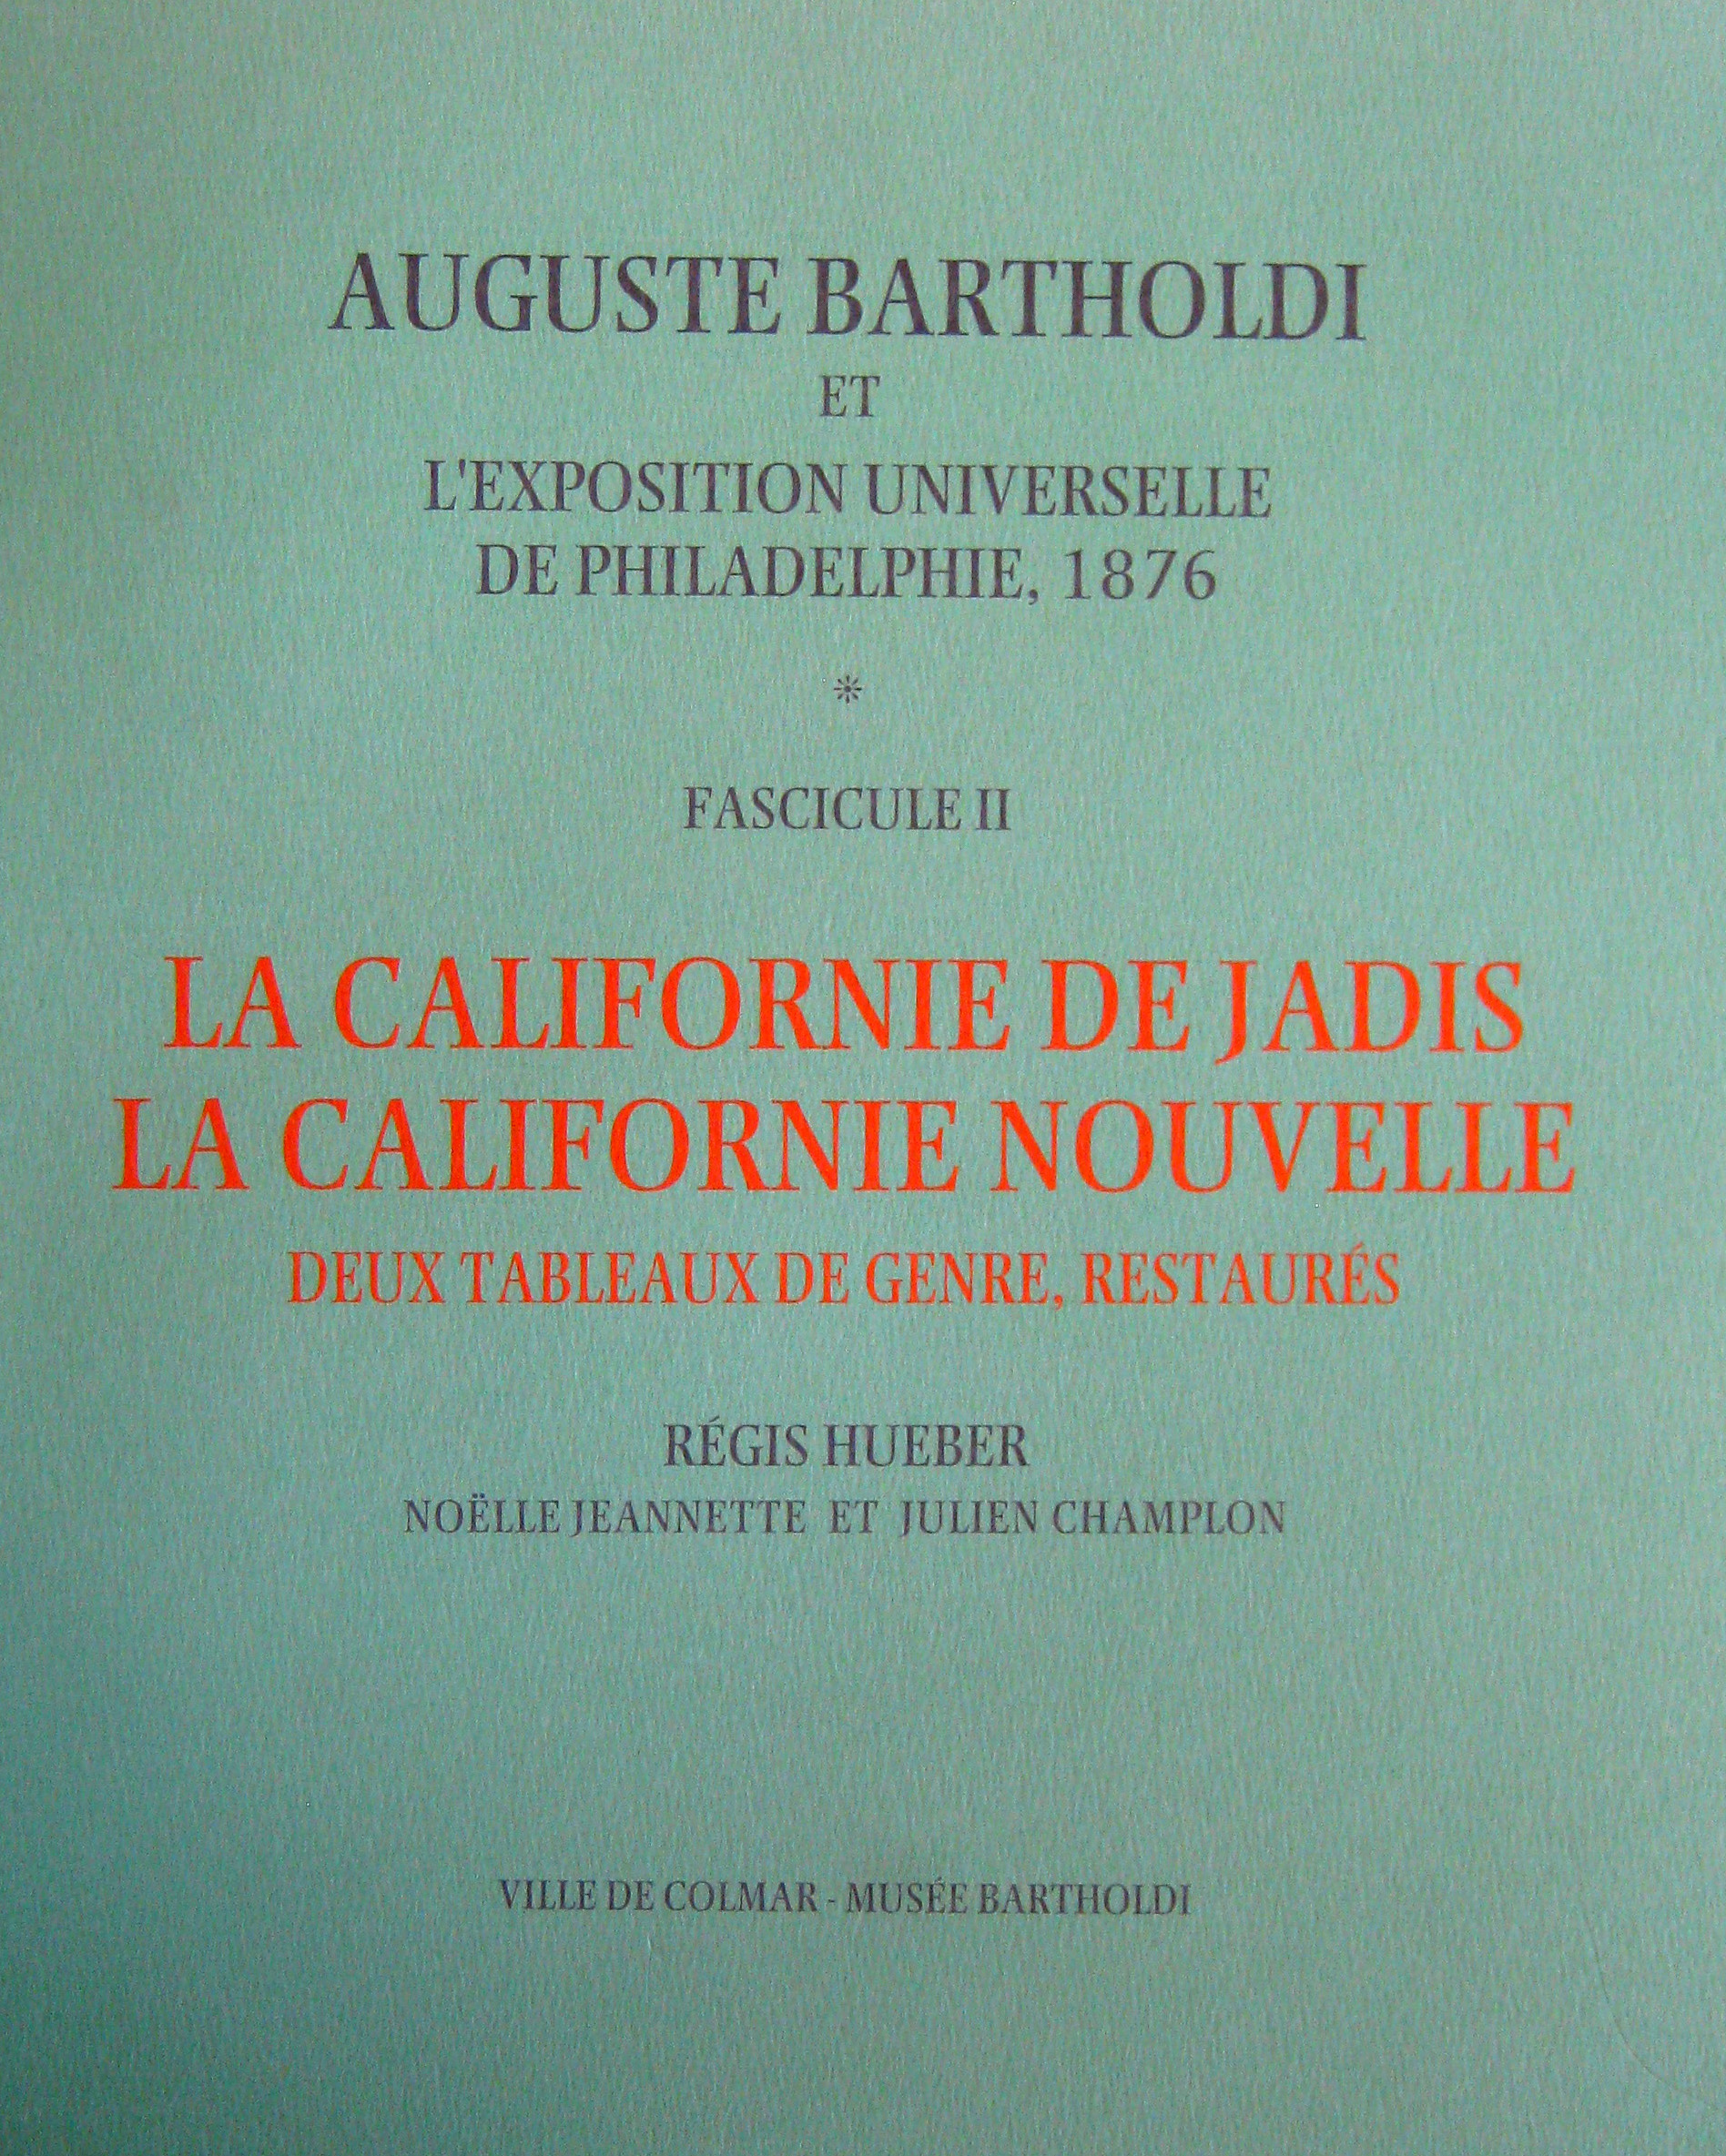 AUGUSTE BARTHOLDI
ET
L'EXPOSITION UNIVERSELLE
DE PHILADELPHIE, 1876
FASCICULE II
LA CALIFORNIE DE JADIS
LA CALIFORNIE NOUVELLE
DEUX TABLEAUX DE GENRE, RESTAURÉS
RÉGIS HUEBER
NOËLLE JEANNETTE ET JULIEN CHAMPLON
VILLE DE COLMAR - MUSÉE BARTHOLDI